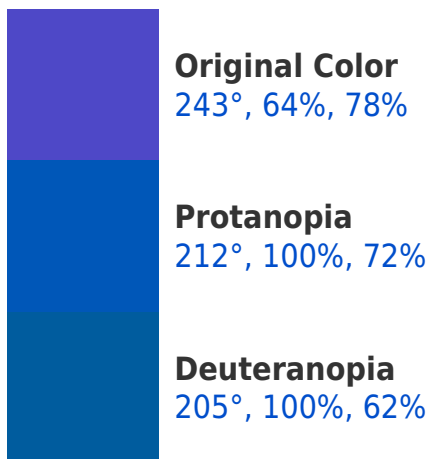 Original Color
243°, 64%, 78%
Protanopia
212°, 100%, 72%
Deuteranopia
205°, 100%, 62%